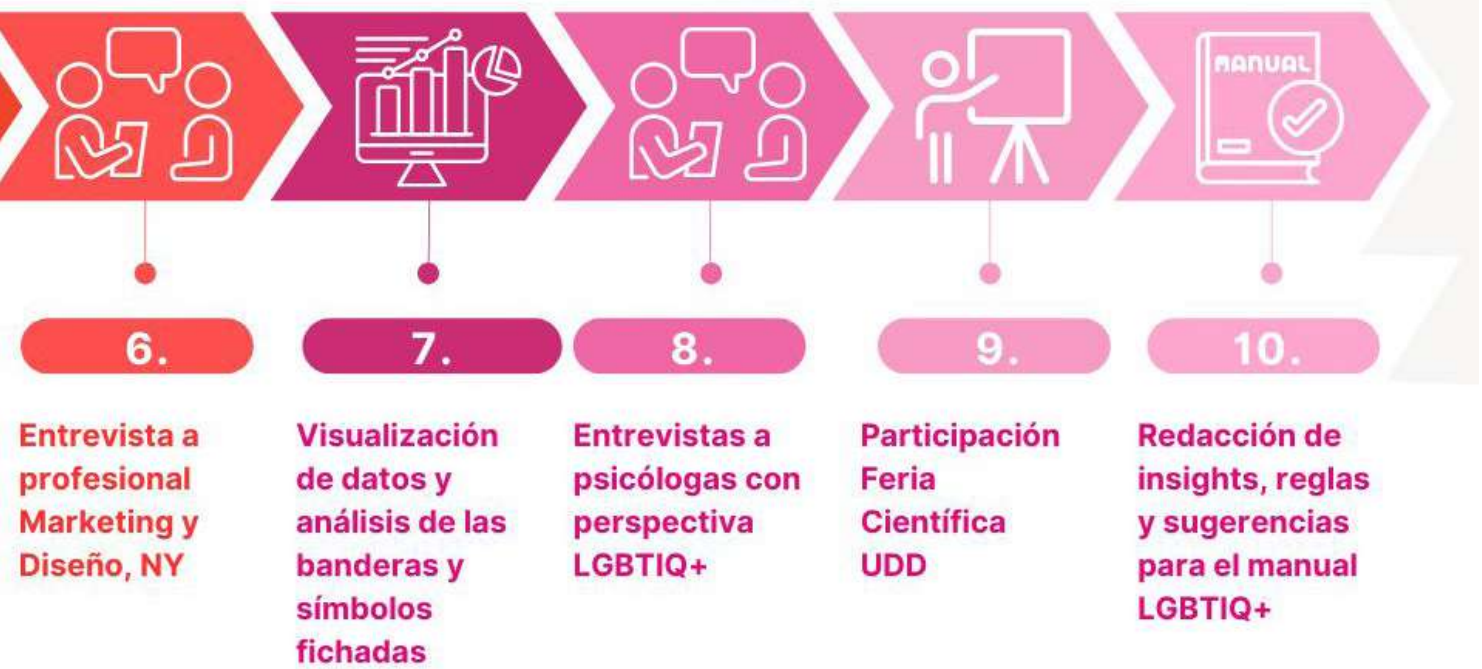 MANUAL
6.
7.
8.
9.
10.
Entrevista a
profesional
Marketing y
Diseño, NY
Visualización
de datos y
análisis de las
banderas y
símbolos
fichadas
Entrevistas a
psicólogas con
perspectiva
LGBTIQ+
Participación
Feria
Científica
UDD
Redacción de
insights, reglas
y sugerencias
para el manual
LGBTIQ+